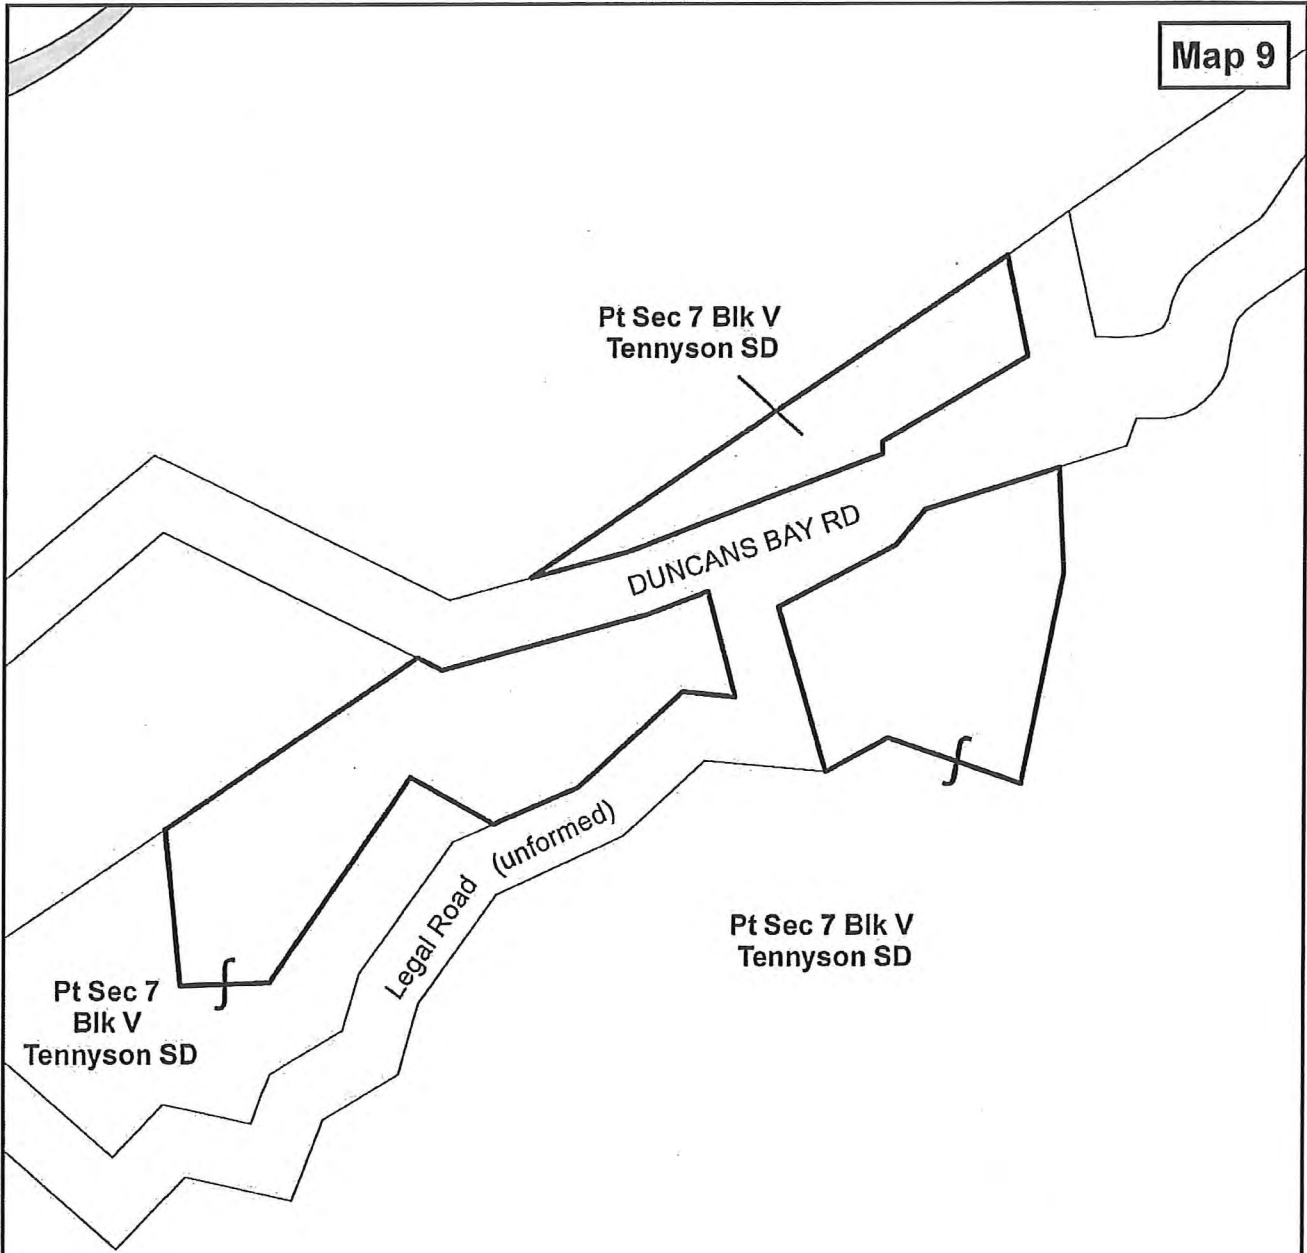 Map 9
Pt Sec 7 Blk V
Tennyson SD
DUNCANS BAY RD
Legal Road (unformed)
Pt Sec 7 Blk V
Tennyson SD
Pt Sec 7
Blk V
Tennyson SD